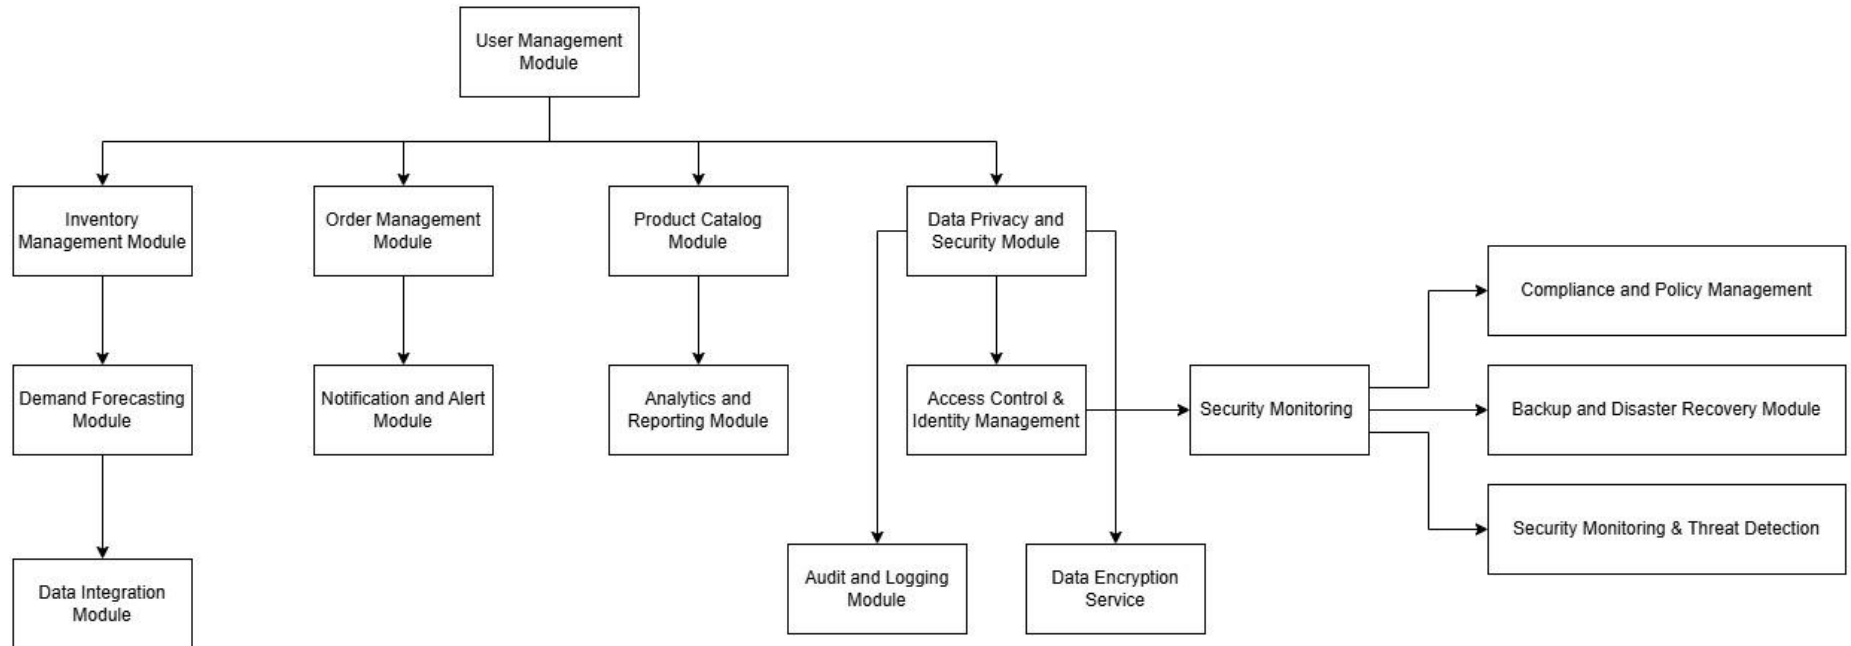 User Management
Module
Inventory
Management Module
Order Management
Module
Product Catalog
Module
Data Privacy and
Security Module
Compliance and Policy Management
Demand Forecasting
Module
Notification and Alert
Module
Analytics and
Reporting Module
Access Control &
Identity Management
Security Monitoring
Backup and Disaster Recovery Module
Security Monitoring & Threat Detection
Data Integration
Module
Audit and Logging
Module
Data Encryption
Service